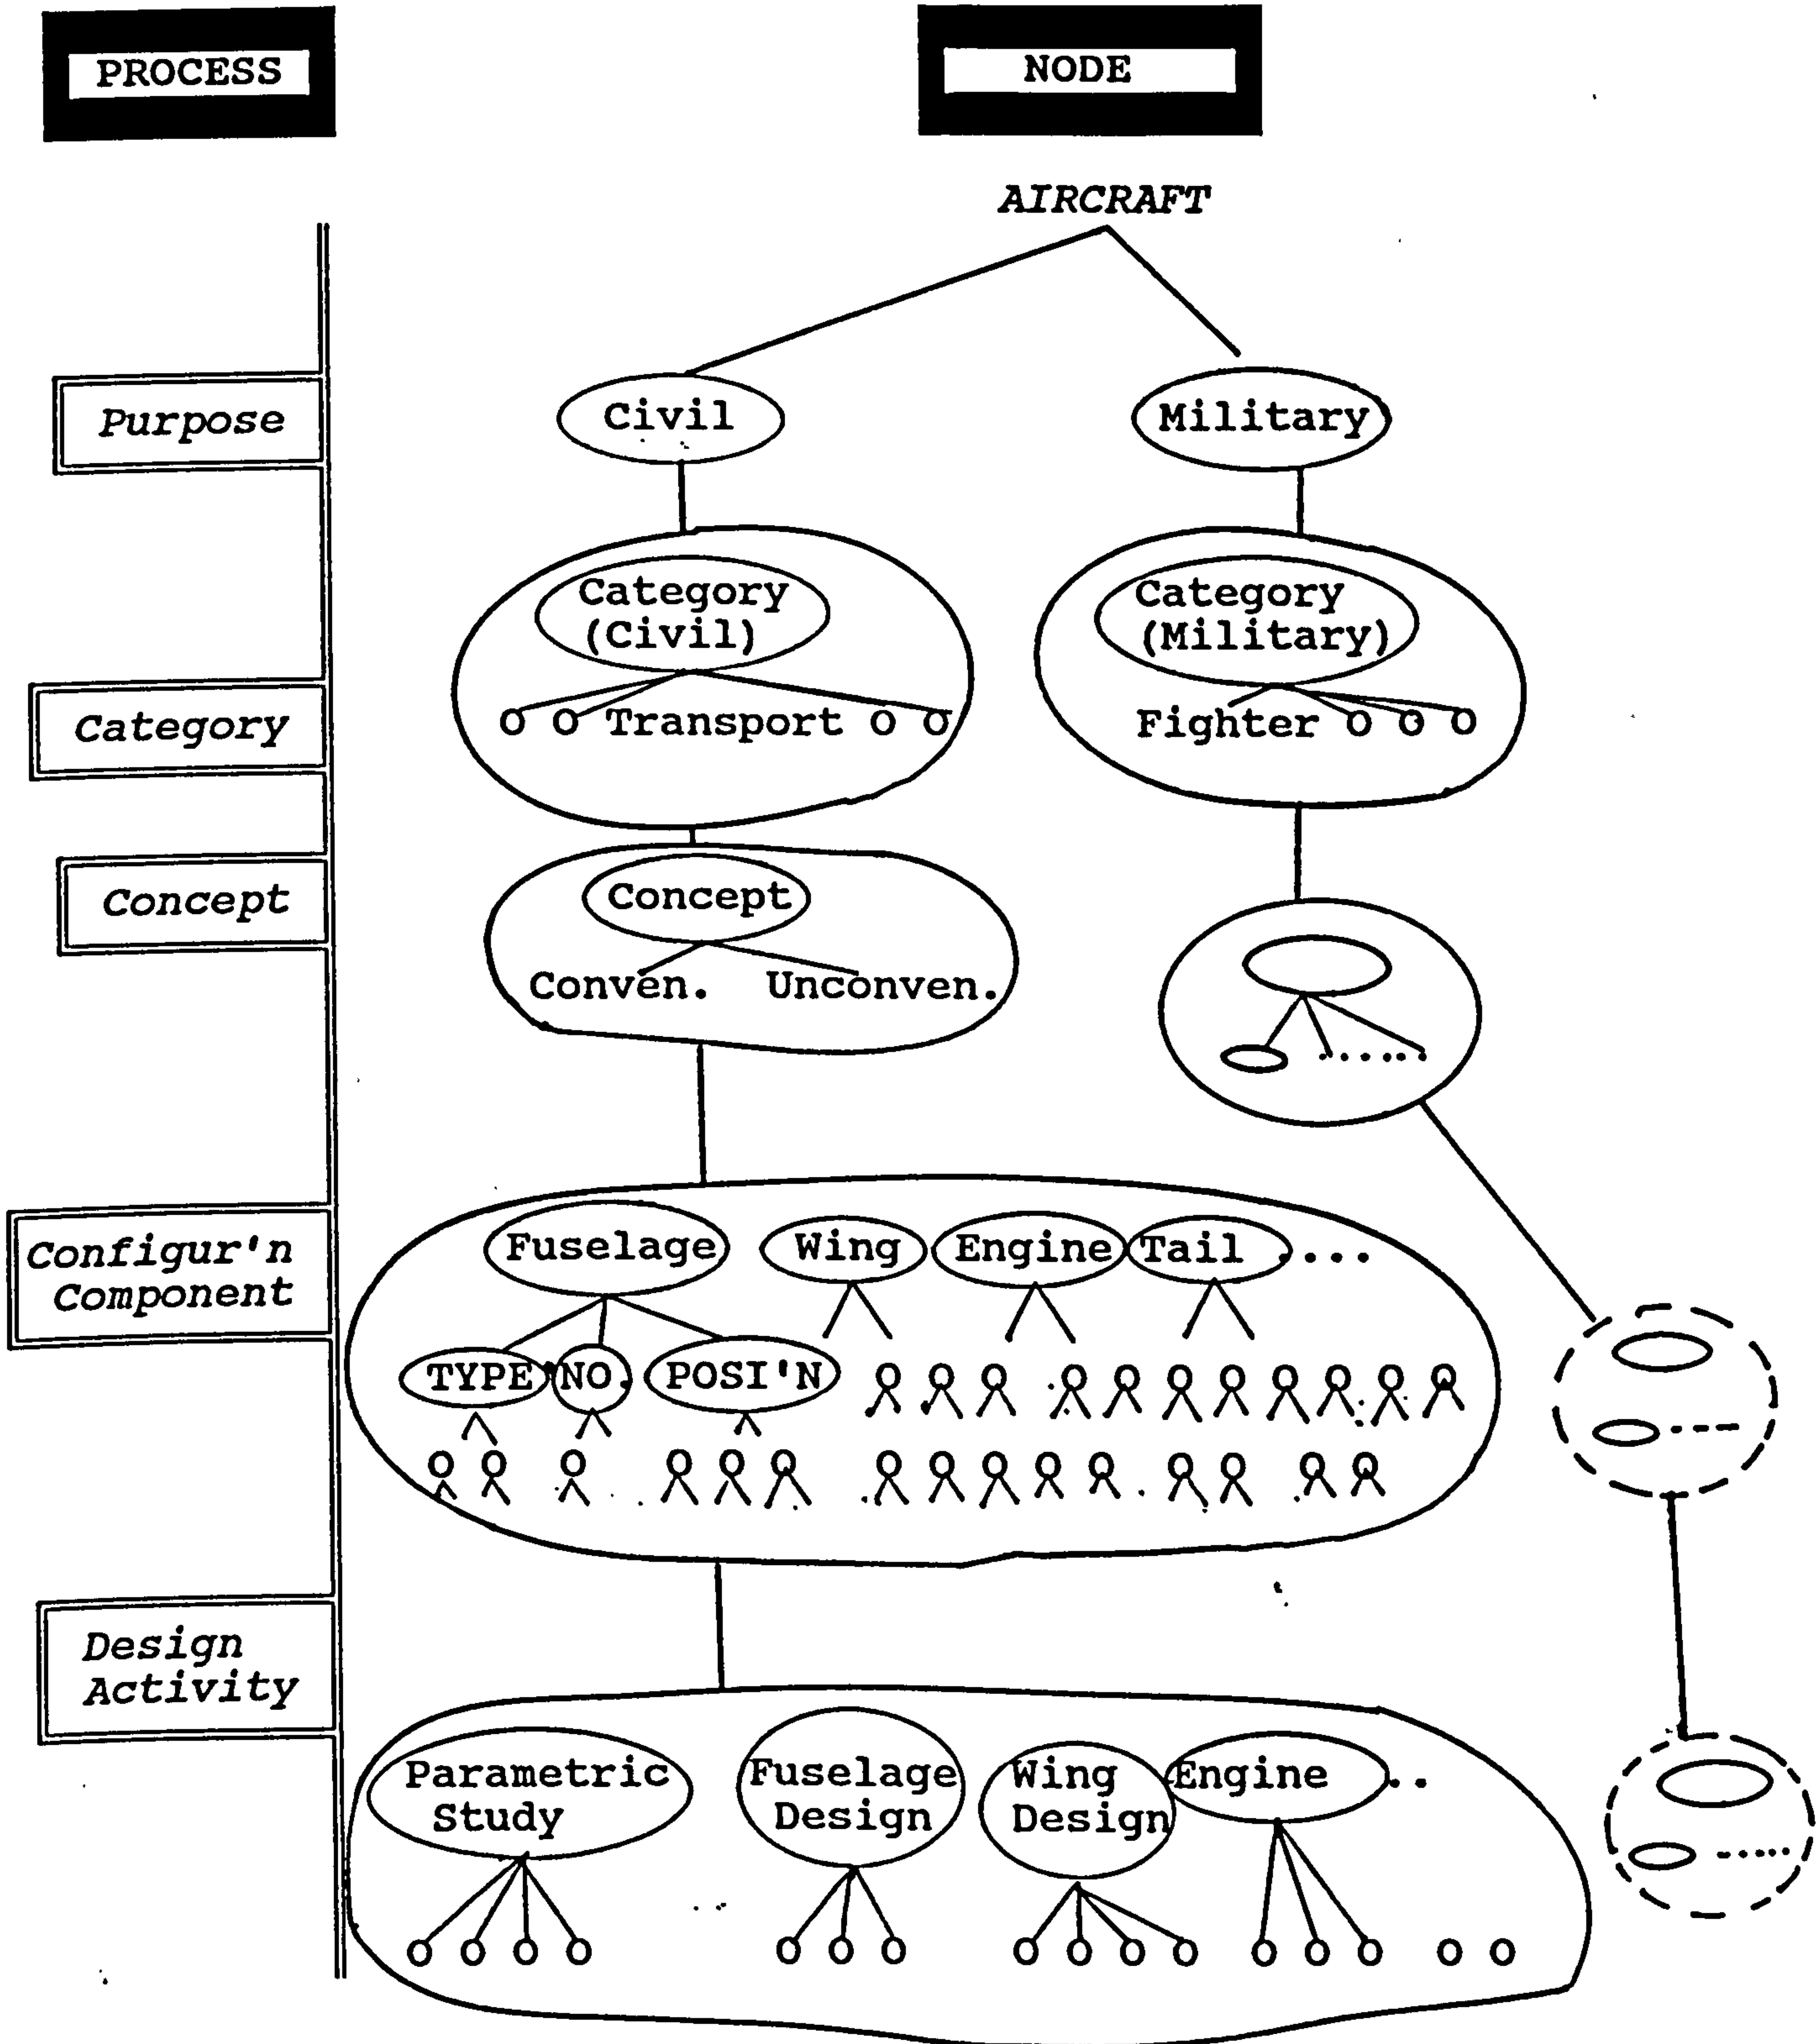 PROCESS
NODE
AIRCRAFT
Purpose
Civil
Military
Category
(Civil)
Category
(Military)
Category
o o Transport o o
Fighter o o o
Concept
Concept
Conven. Unconven.
Configur'n
Component
Fuselage Wing Engine Tail ....
TYPE NO. POSI'N
Design
Activity
Parametric
Study
Fuselage
Design
Wing
Design
Engine ..